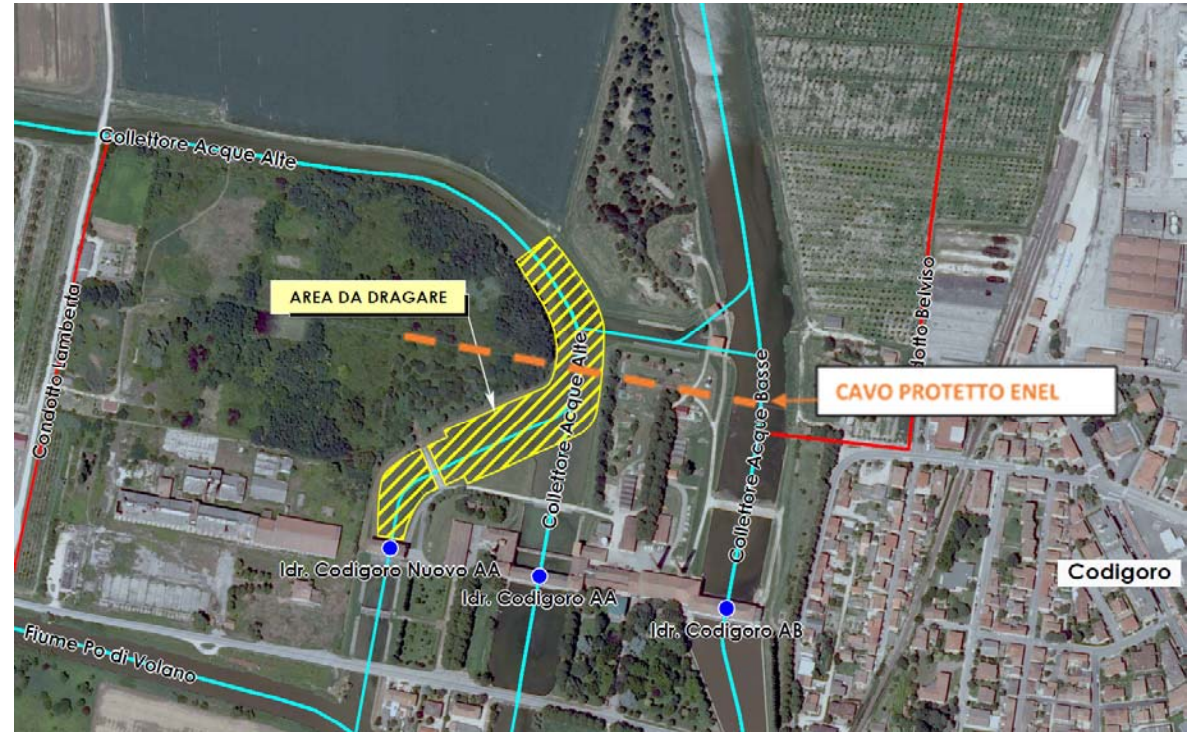 Collettore Acque Alte
AREA DA DRAGARE
Condotto Lamberta
Collettore Acque Alte
Collettore Acque Basse
dotto Belviso
CAVO PROTETTO ENEL
Idr. Codigoro Nuovo AA
Idr. Codigoro AA
Idr. Codigoro AB
Codigoro
Fiume Po di Volano